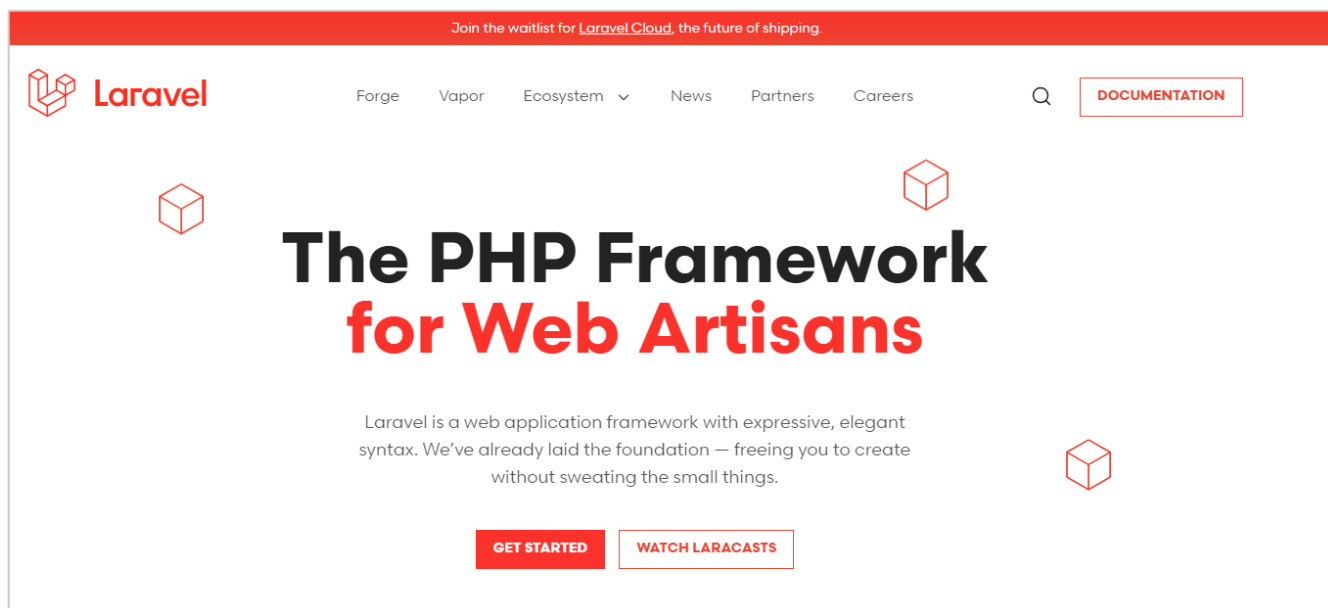 Join the waitlist for Laravel Cloud, the future of shipping.
Laravel
Forge Vapor Ecosystem News Partners Careers
DOCUMENTATION
The PHP Framework
for Web Artisans
Laravel is a web application framework with expressive, elegant
syntax. We’ve already laid the foundation — freeing you to create
without sweating the small things.
GET STARTED
WATCH LARACASTS